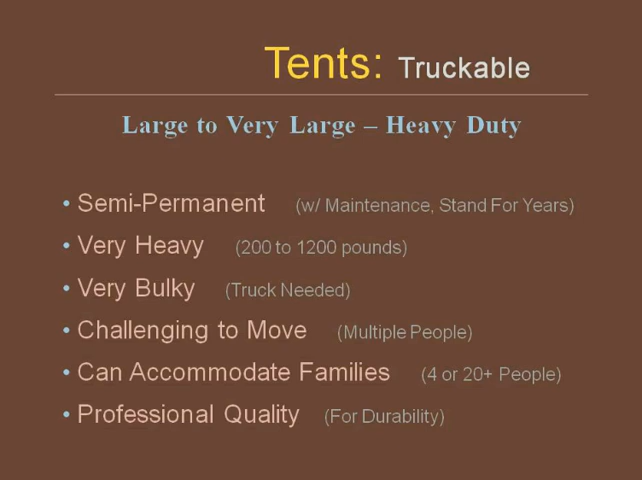 Tents: Truckable
Large to Very Large – Heavy Duty
• Semi-Permanent (w/ Maintenance, Stand For Years)
• Very Heavy (200 to 1200 pounds)
• Very Bulky (Truck Needed)
• Challenging to Move (Multiple People)
• Can Accommodate Families (4 or 20+ People)
• Professional Quality (For Durability)